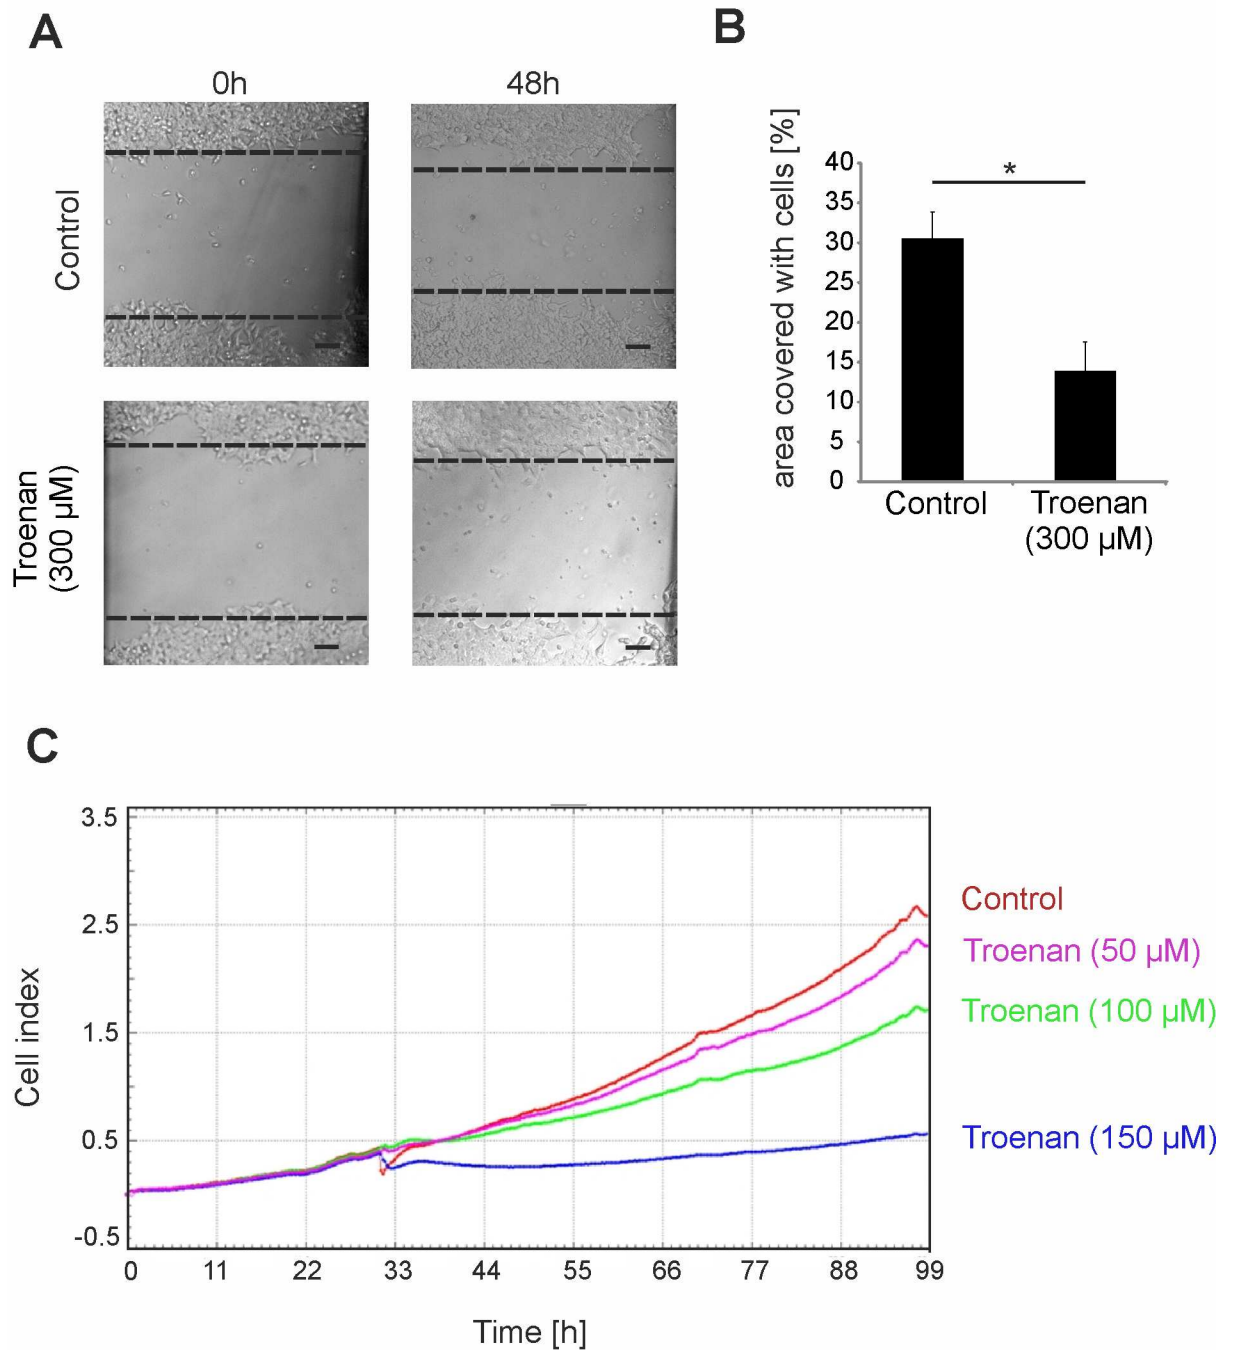 A
0h
48h
Control
Troenan
(300 µM)
B
area covered with cells [%]
40
35
30
25
20
15
10
5
0
*
Control
Troenan
(300 µM)
C
Cell index
3.5
2.5
1.5
0.5
-0.5
0 11 22 33 44 55 66 77 88 99
Time [h]
Control
Troenan (50 µM)
Troenan (100 µM)
Troenan (150 µM)